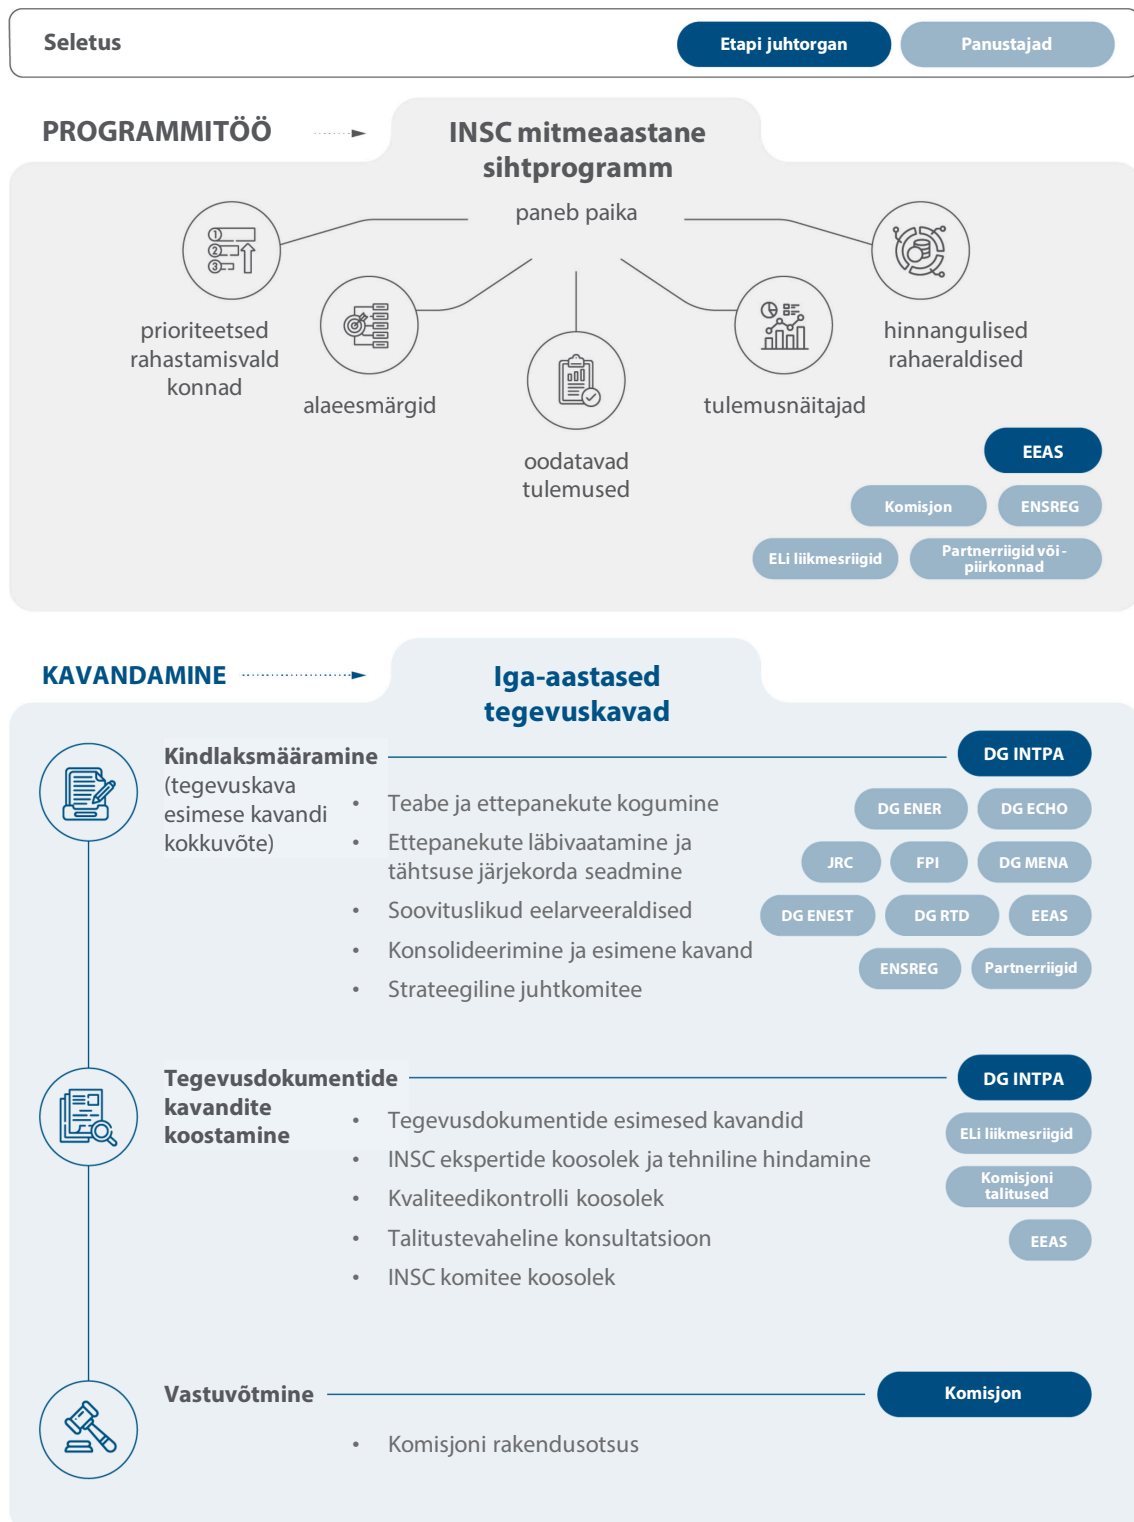 Seletus
Etapi juhtorgan
Panustajad
PROGRAMMITÖÖ
INSC mitmeaastane
sihtprogramm
paneb paika
1
2
3
prioriteetsed
rahastamisvald
konnad
alaeesmärgid
oodatavad
tulemused
tulemusnäitajad
hinnangulised
rahaeraldised
EEAS
Komisjon
ENSREG
ELi liikmesriigid
Partnerriigid või -
piirkonnad
KAVANDAMINE
Iga-aastased
tegevuskavad
Kindlaksmääramine
(tegevuskava
esimese kavandi
kokkuvõte)
• Teabe ja ettepanekute kogumine
• Ettepanekute läbivaatamine ja
tähtsuse järjekorda seadmine
• Soovituslikud eelarveeraldised
• Konsolideerimine ja esimene kavand
• Strateegiline juhtkomitee
DG INTPA
DG ENER
DG ECHO
JRC
FPI
DG MENA
DG ENEST
DG RTD
EEAS
ENSREG
Partnerriigid
Tegevusdokumentide
kavandite
koostamine
• Tegevusdokumentide esimesed kavandid
• INSC ekspertide koosolek ja tehniline hindamine
• Kvaliteedikontrolli koosolek
• Talitustevaheline konsultatsioon
• INSC komitee koosolek
DG INTPA
ELi liikmesriigid
Komisjoni
talitused
EEAS
Vastuvõtmine
Komisjon
• Komisjoni rakendusotsus